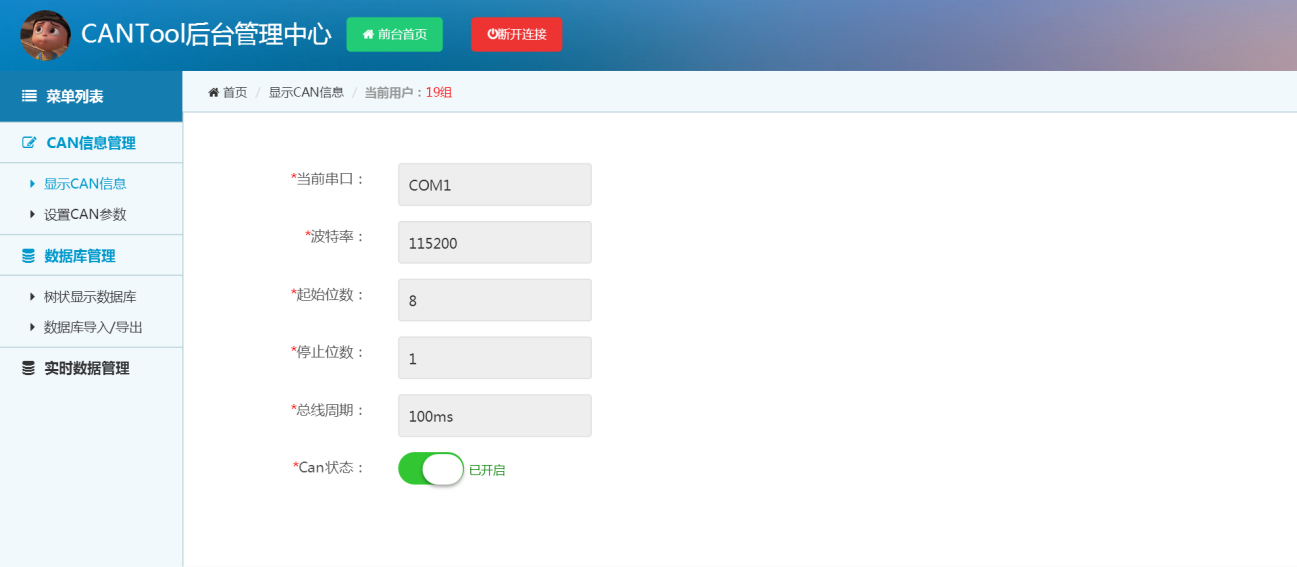 CANTool后台管理中心 前台首页 断开连接
菜单列表
首页 / 显示CAN信息 / 当前用户：19组
CAN信息管理
显示CAN信息
设置CAN参数
数据库管理
树状显示数据库
数据库导入/导出
实时数据管理
*当前串口： COM1
*波特率： 115200
*起始位数： 8
*停止位数： 1
*总线周期： 100ms
*Can状态： 已开启